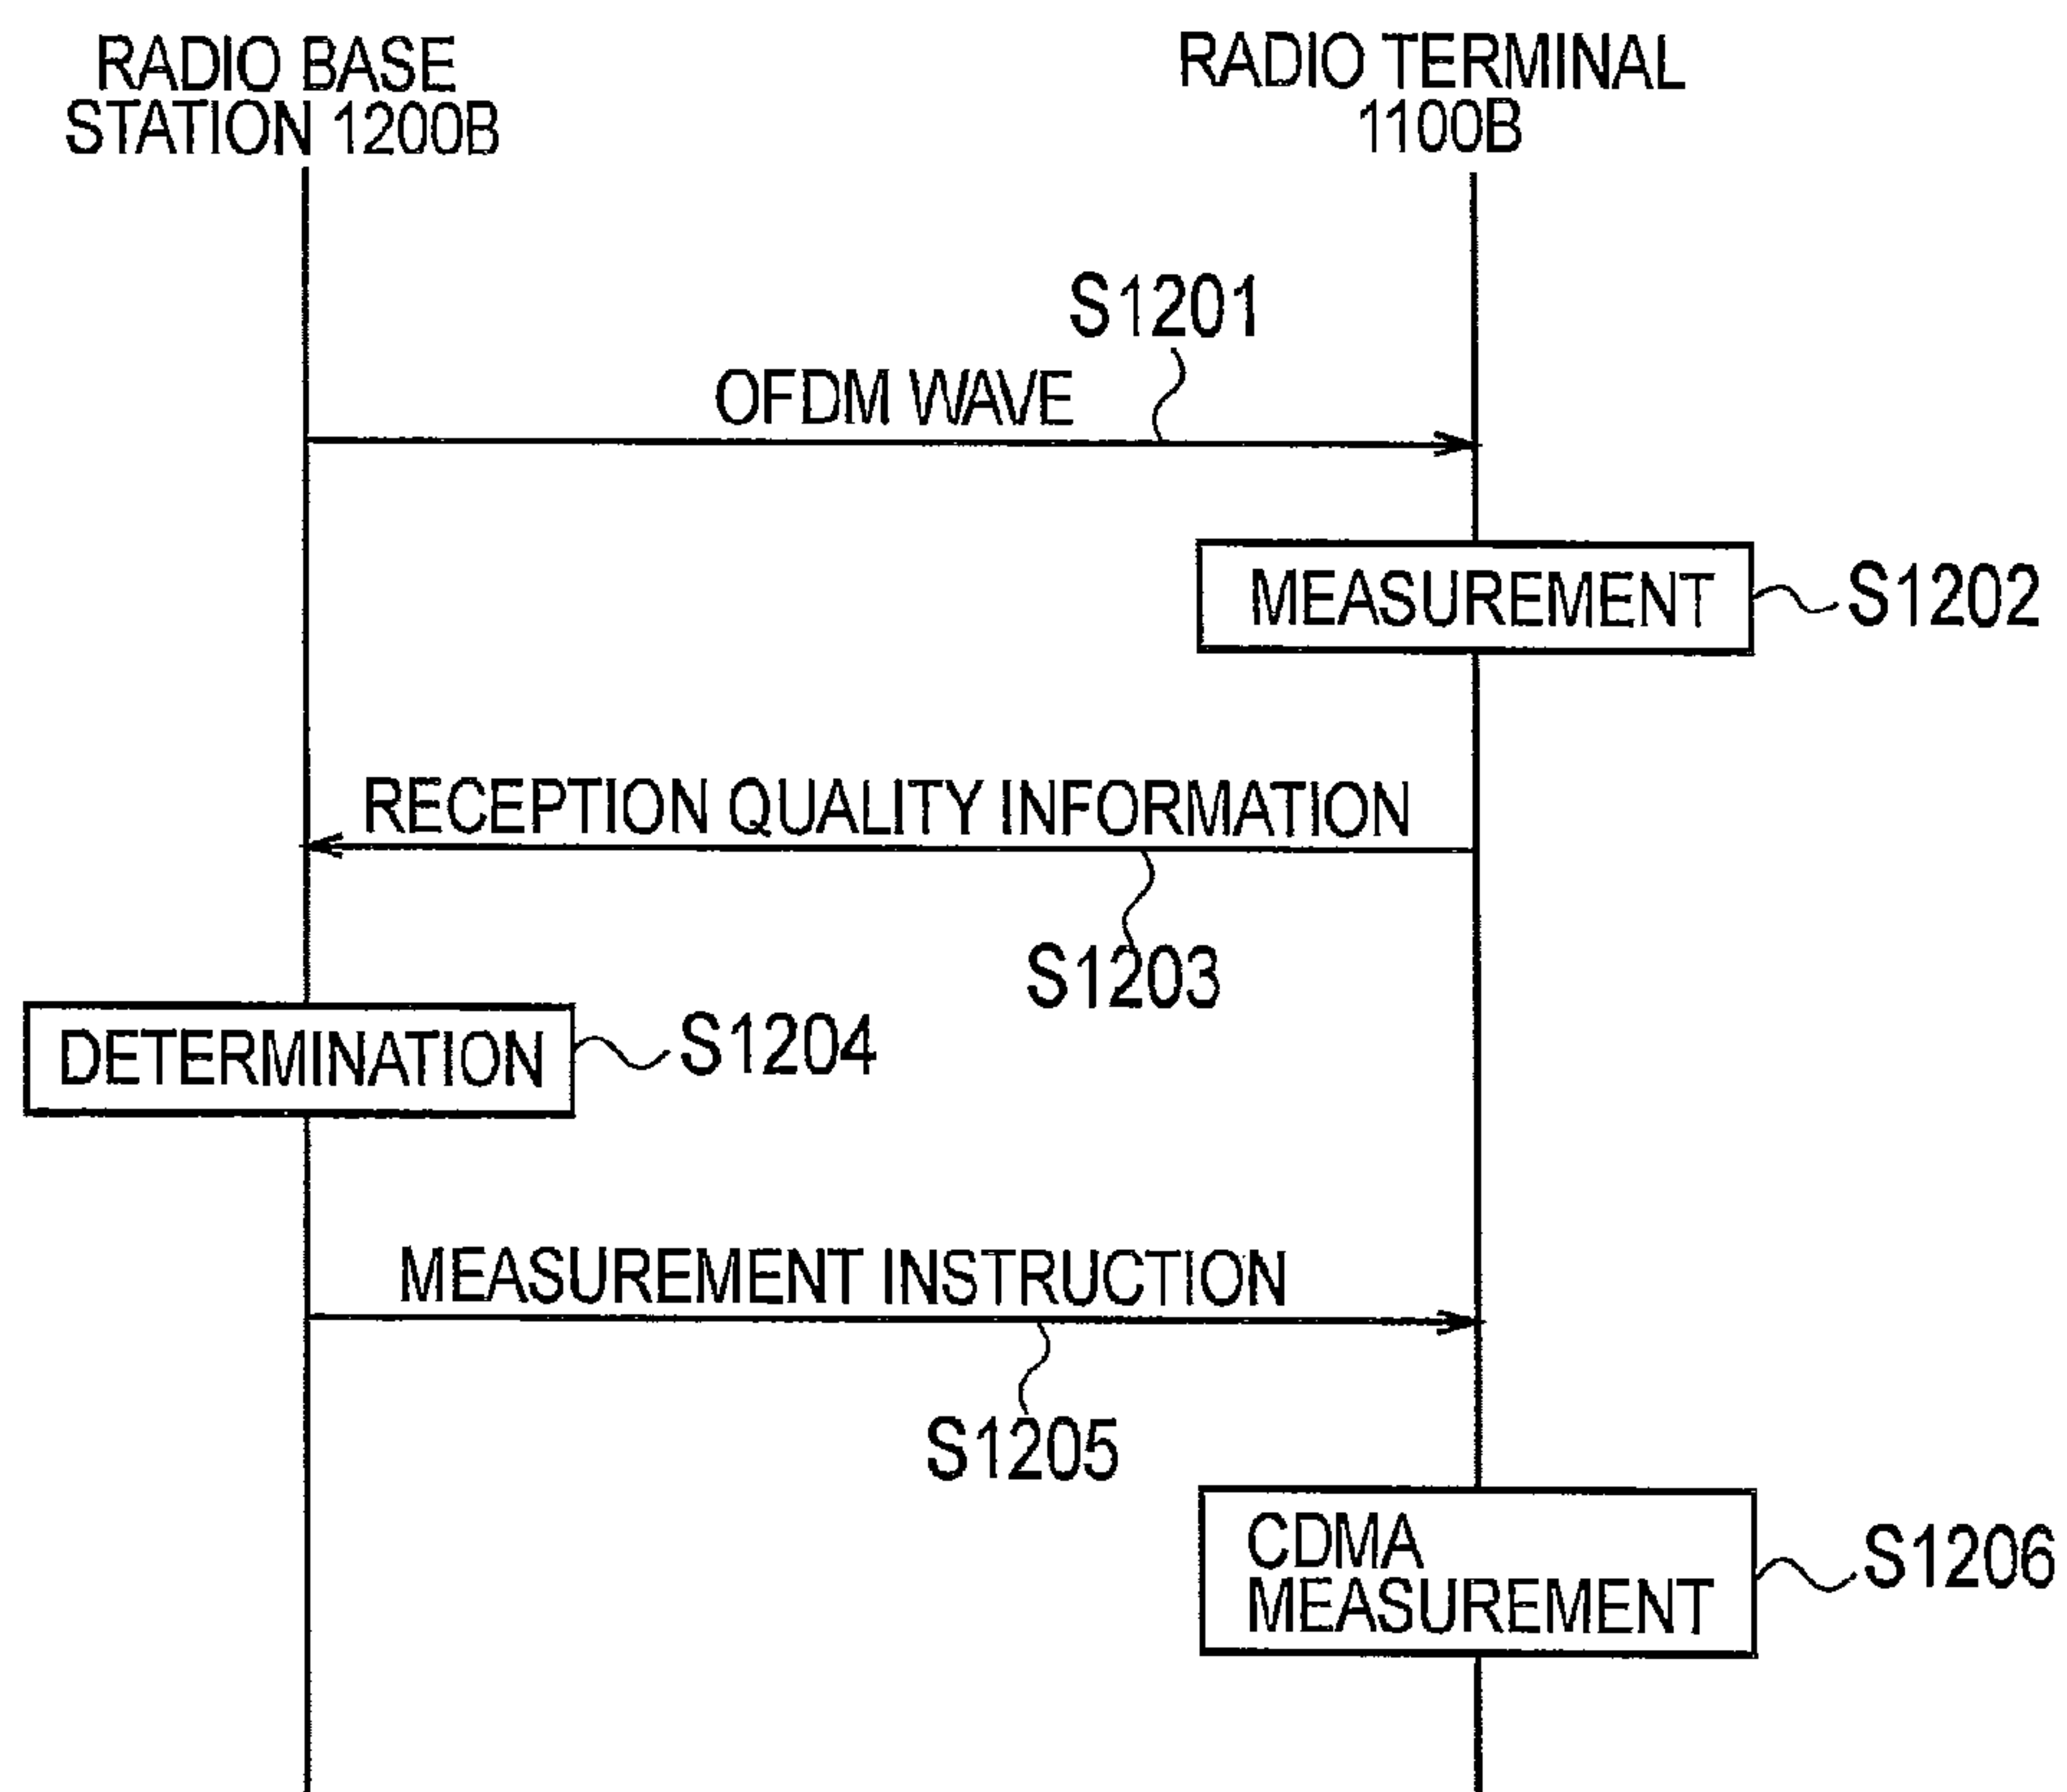 RADIO BASE
STATION 1200B
RADIO TERMINAL
1100B
S1201
OFDM WAVE
MEASUREMENT
S1202
RECEPTION QUALITY INFORMATION
S1203
DETERMINATION
S1204
MEASUREMENT INSTRUCTION
S1205
CDMA
MEASUREMENT
S1206